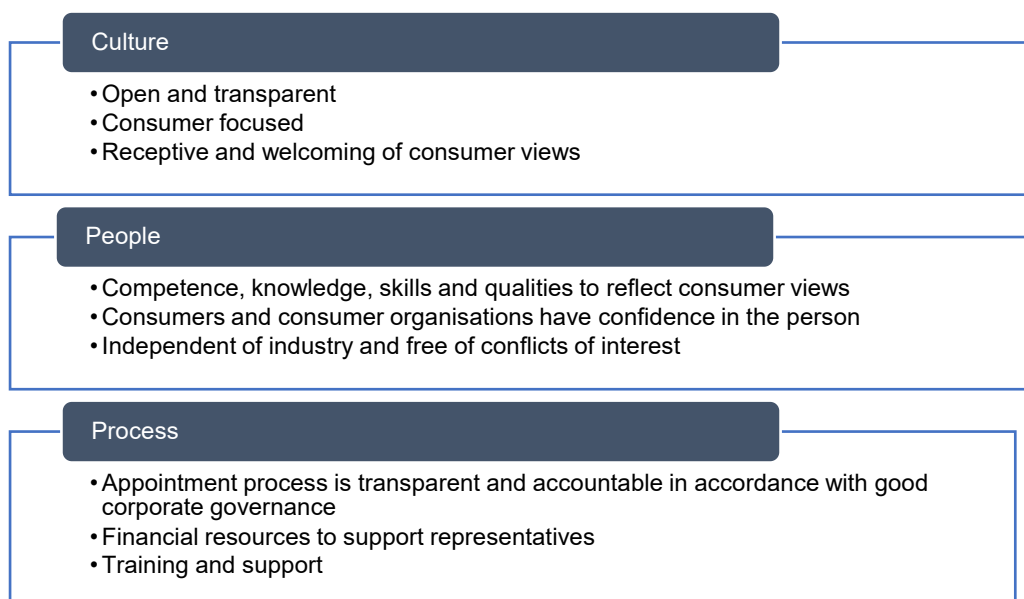 Culture
•Open and transparent
•Consumer focused
•Receptive and welcoming of consumer views
People
•Competence, knowledge, skills and qualities to reflect consumer views
•Consumers and consumer organisations have confidence in the person
•Independent of industry and free of conflicts of interest
Process
•Appointment process is transparent and accountable in accordance with good
corporate governance
•Financial resources to support representatives
•Training and support